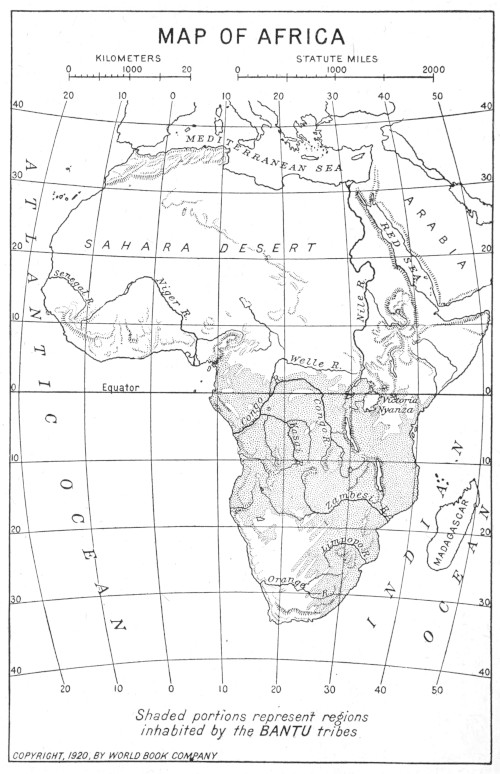 MAP OF AFRICA
KILOMETERS
STATUTE MILES
0 1000 20
0 1000 2000
20 10 0 10 20 30 40 50
40 40
MEDITERRANEAN SEA
30 30
ATLANTIC OCEAN
ARABIA
RED SEA
20 20
SAHARA DESERT
Senegal R.
Niger R.
Nile R.
10 10
Welle R.
Equator
0 0
Congo R.
Congo R.
Kasai R.
Victoria
Nyanza
10 10
INDIAN OCEAN
Zambesi R.
MADAGASCAR
20 20
Limpopo R.
Orange R.
30 30
40 40
20 10 0 10 20 30 40 50
Shaded portions represent regions
inhabited by the BANTU tribes
COPYRIGHT, 1920, BY WORLD BOOK COMPANY